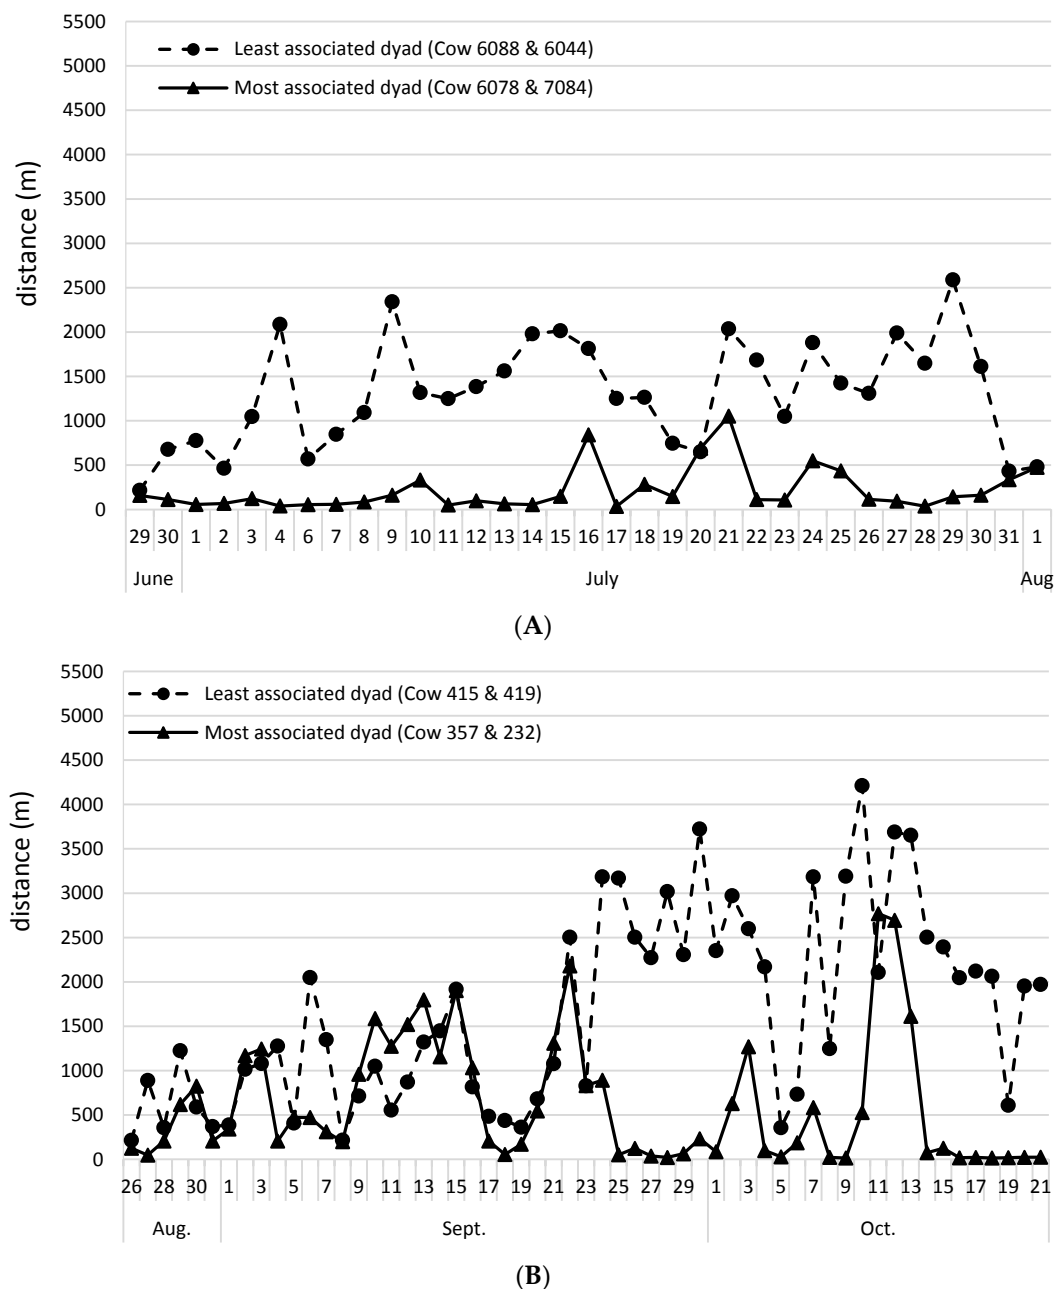 5500
Least associated dyad (Cow 6088 & 6044)
5000
Most associated dyad (Cow 6078 & 7084)
4500
4000
3500
distance (m)
3000
2500
2000
1500
1000
500
0
29 30 1 2 3 4 6 7 8 9 10 11 12 13 14 15 16 17 18 19 20 21 22 23 24 25 26 27 28 29 30 31 1
June July Aug
(A)
5500
Least associated dyad (Cow 415 & 419)
5000
Most associated dyad (Cow 357 & 232)
4500
4000
3500
distance (m)
3000
2500
2000
1500
1000
500
0
26 28 30 1 3 5 7 9 11 13 15 17 19 21 23 25 27 29 1 3 5 7 9 11 13 15 17 19 21
Aug. Sept. Oct.
(B)